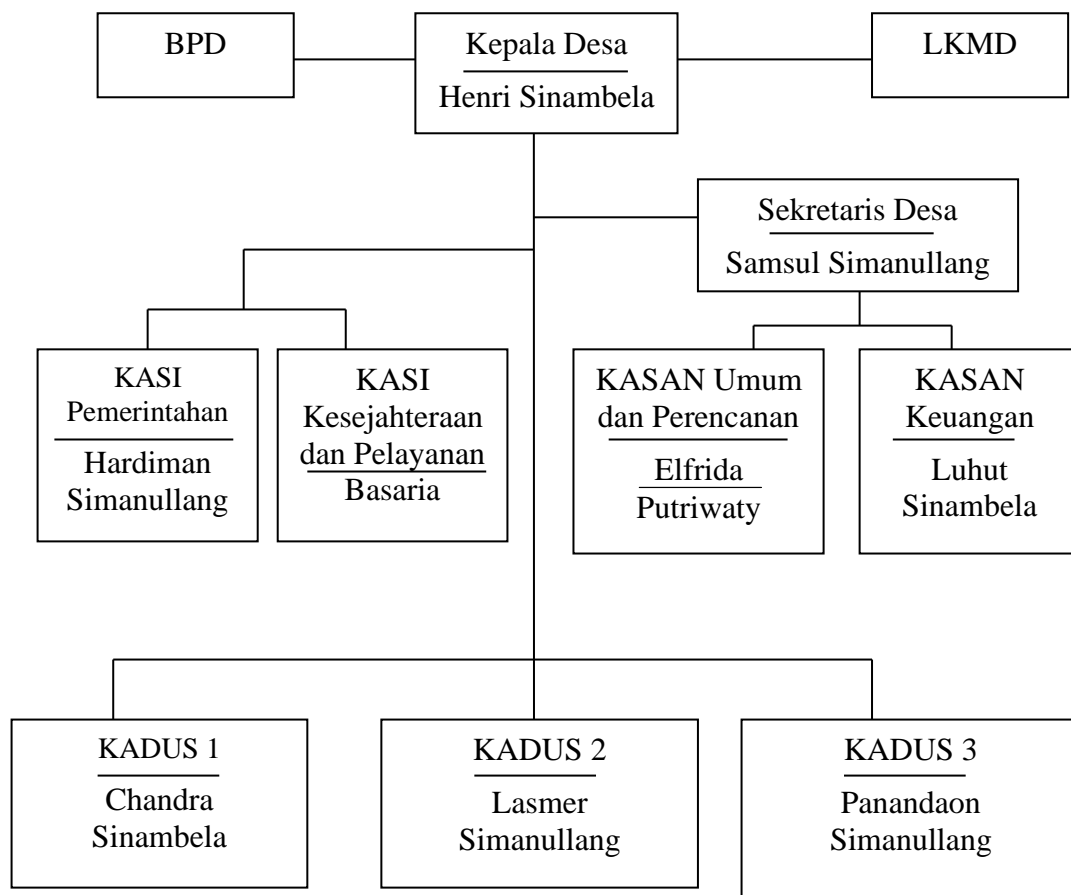 BPD
Kepala Desa
Henri Sinambela
LKMD
Sekretaris Desa
Samsul Simanullang
KASI
Pemerintahan
Hardiman
Simanullang
KASI
Kesejahteraan
dan Pelayanan
Basaria
KASAN Umum
dan Perencanan
Elfrida
Putriwaty
KASAN
Keuangan
Luhut
Sinambela
KADUS 1
Chandra
Sinambela
KADUS 2
Lasmer
Simanullang
KADUS 3
Panandaon
Simanullang